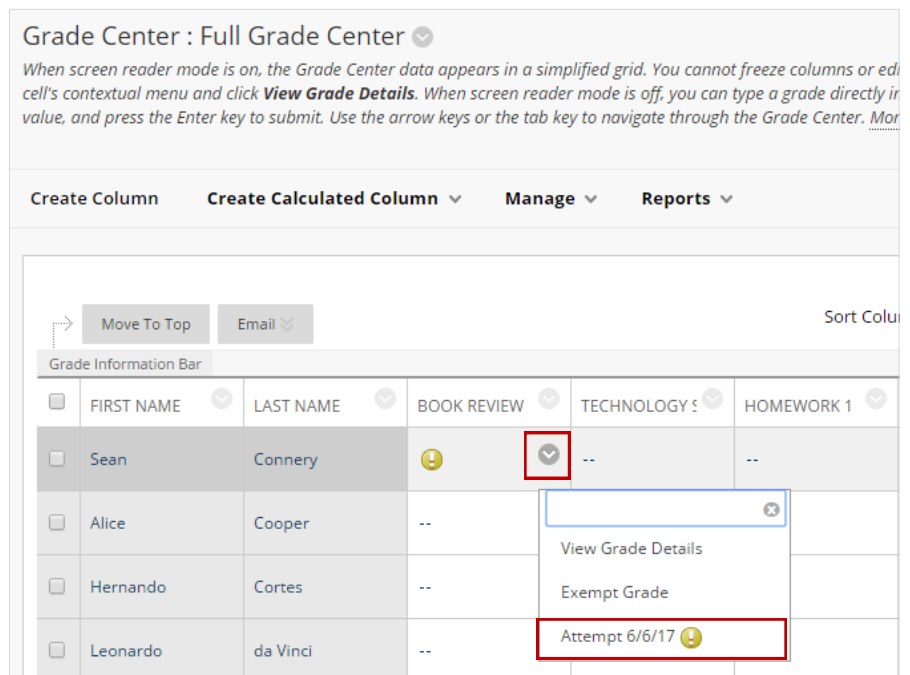 Grade Center : Full Grade Center
When screen reader mode is on, the Grade Center data appears in a simplified grid. You cannot freeze columns or edi
cell's contextual menu and click View Grade Details. When screen reader mode is off, you can type a grade directly in
value, and press the Enter key to submit. Use the arrow keys or the tab key to navigate through the Grade Center. Mor
Create Column Create Calculated Column Manage Reports
Move To Top Email Sort Colu
Grade Information Bar
FIRST NAME LAST NAME BOOK REVIEW TECHNOLOGY S HOMEWORK 1
Sean Connery -- --
Alice Cooper --
View Grade Details
Hernando Cortes --
Exempt Grade
Attempt 6/6/17
Leonardo da Vinci --